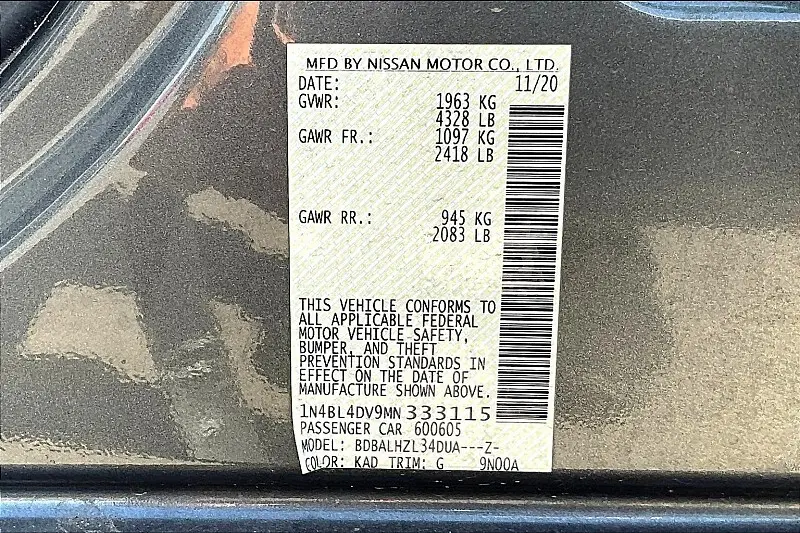 MFD BY NISSAN MOTOR CO., LTD.
DATE: 11/20
GVWR: 1963 KG
4328 LB
GAWR FR.: 1097 KG
2418 LB
GAWR RR.: 945 KG
2083 LB
THIS VEHICLE CONFORMS TO
ALL APPLICABLE FEDERAL
MOTOR VEHICLE SAFETY,
BUMPER, AND THEFT
PREVENTION STANDARDS IN
EFFECT ON THE DATE OF
MANUFACTURE SHOWN ABOVE.
1N4BL4DV9MN333115
PASSENGER CAR 600605
MODEL: BDBALHZL34DUA---Z-
COLOR: KAD TRIM: G 9N00A